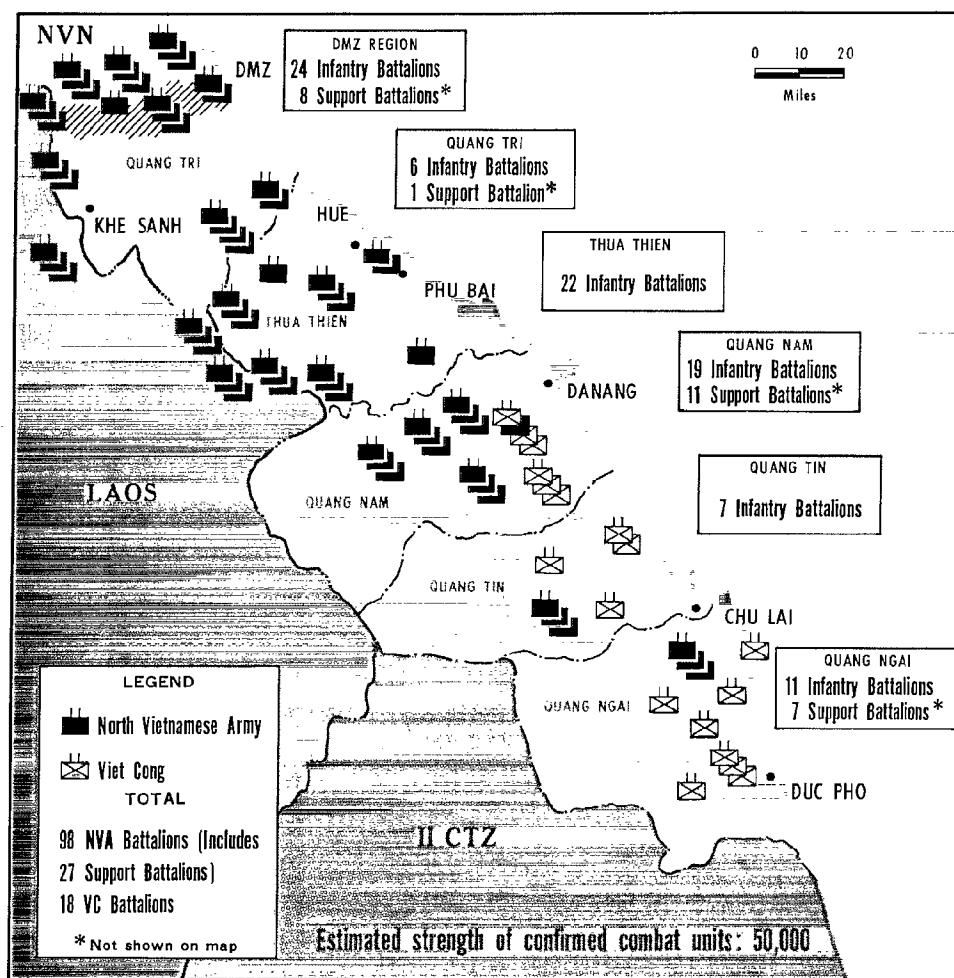 NVN
DMZ
DMZ REGION
24 Infantry Battalions
8 Support Battalions*
0 10 20
Miles
QUANG TRI
6 Infantry Battalions
1 Support Battalion*
QUANG TRI
KHE SANH
HUE
PHU BAI
THUA THIEN
22 Infantry Battalions
THUA THIEN
QUANG NAM
19 Infantry Battalions
11 Support Battalions*
DANANG
LAOS
QUANG NAM
QUANG TIN
7 Infantry Battalions
QUANG TIN
CHU LAI
QUANG NGAI
11 Infantry Battalions
7 Support Battalions*
QUANG NGAI
DUC PHO
LEGEND
North Vietnamese Army
Viet Cong
TOTAL
98 NVA Battalions (Includes
27 Support Battalions)
18 VC Battalions
*Not shown on map
II CTZ
Estimated strength of confirmed combat units: 50,000